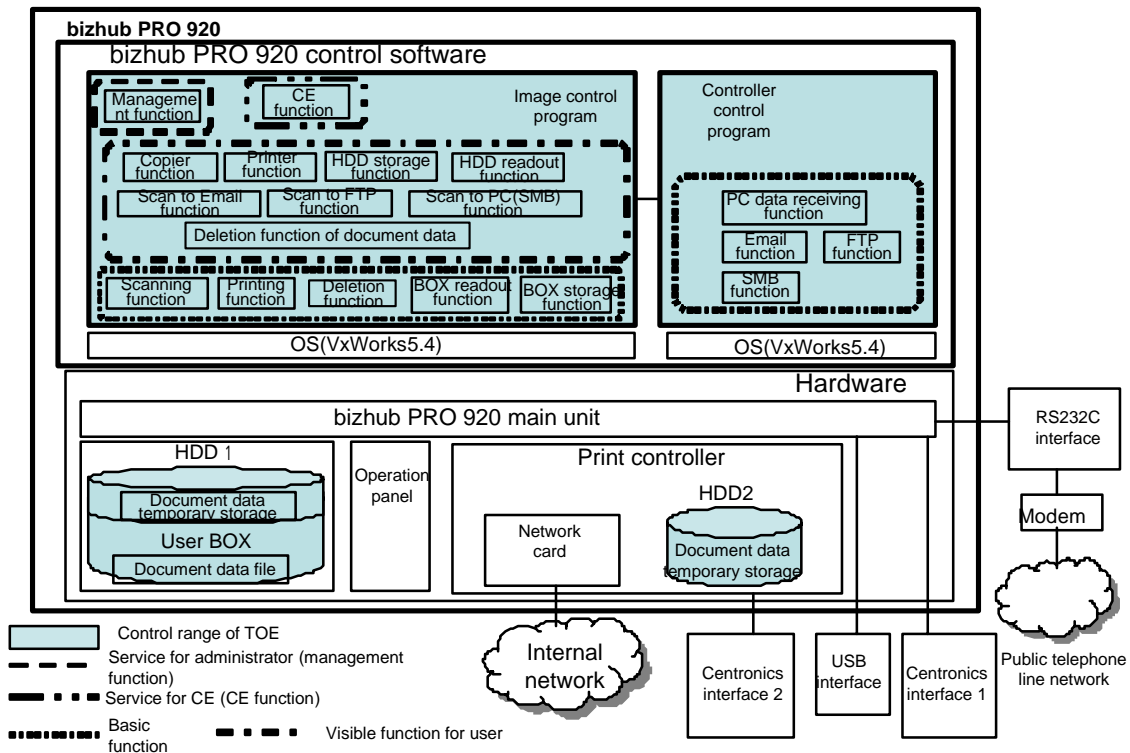 bizhub PRO 920
bizhub PRO 920 control software
Manageme
nt function
CE
function
Image control
program
Copier
function
Printer
function
HDD storage
function
HDD readout
function
Scan to Email
function
Scan to FTP
function
Scan to PC(SMB)
function
Deletion function of document data
Scanning
function
Printing
function
Deletion
function
BOX readout
function
BOX storage
function
OS(VxWorks5.4)
Controller
control
program
PC data receiving
function
Email
function
FTP
function
SMB
function
OS(VxWorks5.4)
Hardware
bizhub PRO 920 main unit
HDD 1
Document data
temporary storage
User BOX
Document data file
Operation
panel
Print controller
Network
card
HDD2
Document data
temporary storage
RS232C
interface
Modem
Public telephone
line network
Internal
network
Centronics
interface 2
USB
interface
Centronics
interface 1
Control range of TOE
Service for administrator (management
function)
Service for CE (CE function)
Basic
function
Visible function for user